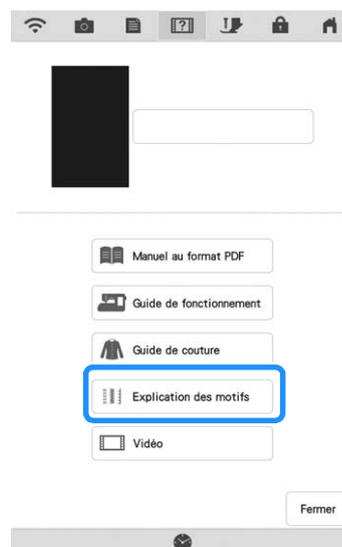 Manuel au format PDF
Guide de fonctionnement
Guide de couture
Explication des motifs
Vidéo
Fermer